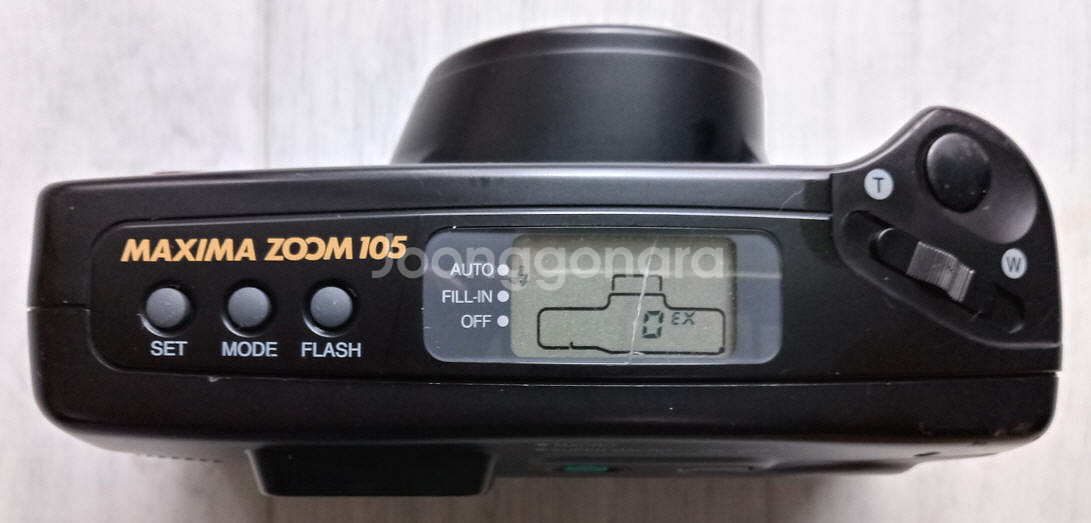 MAXIMA ZOOM 105
SET
MODE
FLASH
AUTO
FILL-IN
OFF
0 EX
T
W
Joonggonara